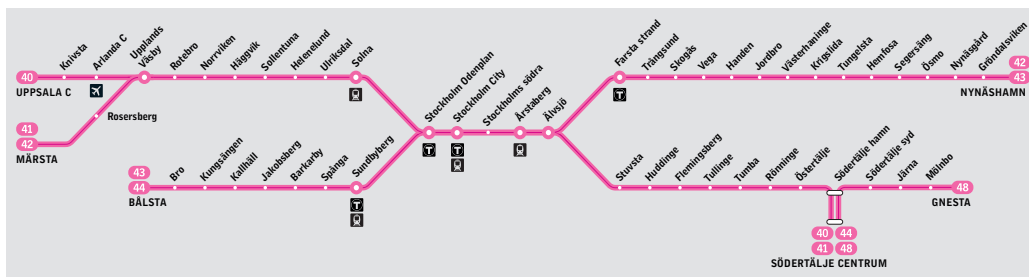 40
UPPSALA C
Knivsta
Arlanda C
Upplands
Väsby
Rotebro
Norrviken
Häggvik
Sollentuna
Helenelund
Ulriksdal
Solna
Rosersberg
41
42
MÄRSTA
43
44
BÅLSTA
Bro
Kungsängen
Kallhäll
Jakobsberg
Barkarby
Spånga
Sundbyberg
T
Stockholm Odenplan
T
Stockholm City
T
Stockholms södra
Årstaberg
Älvsjö
Farsta strand
T
Trångsund
Skogås
Vega
Handen
Jordbro
Västerhaninge
Krigslida
Tungelsta
Hemfosa
Segersäng
Ösmo
Nynäsgård
Gröndalsviken
42
43
NYNÄSHAMN
Stuvsta
Huddinge
Flemingsberg
Tullinge
Tumba
Rönninge
Östertälje
Södertälje hamn
Södertälje syd
Järna
Mölnbo
48
GNESTA
40 44
41 48
SÖDERTÄLJE CENTRUM